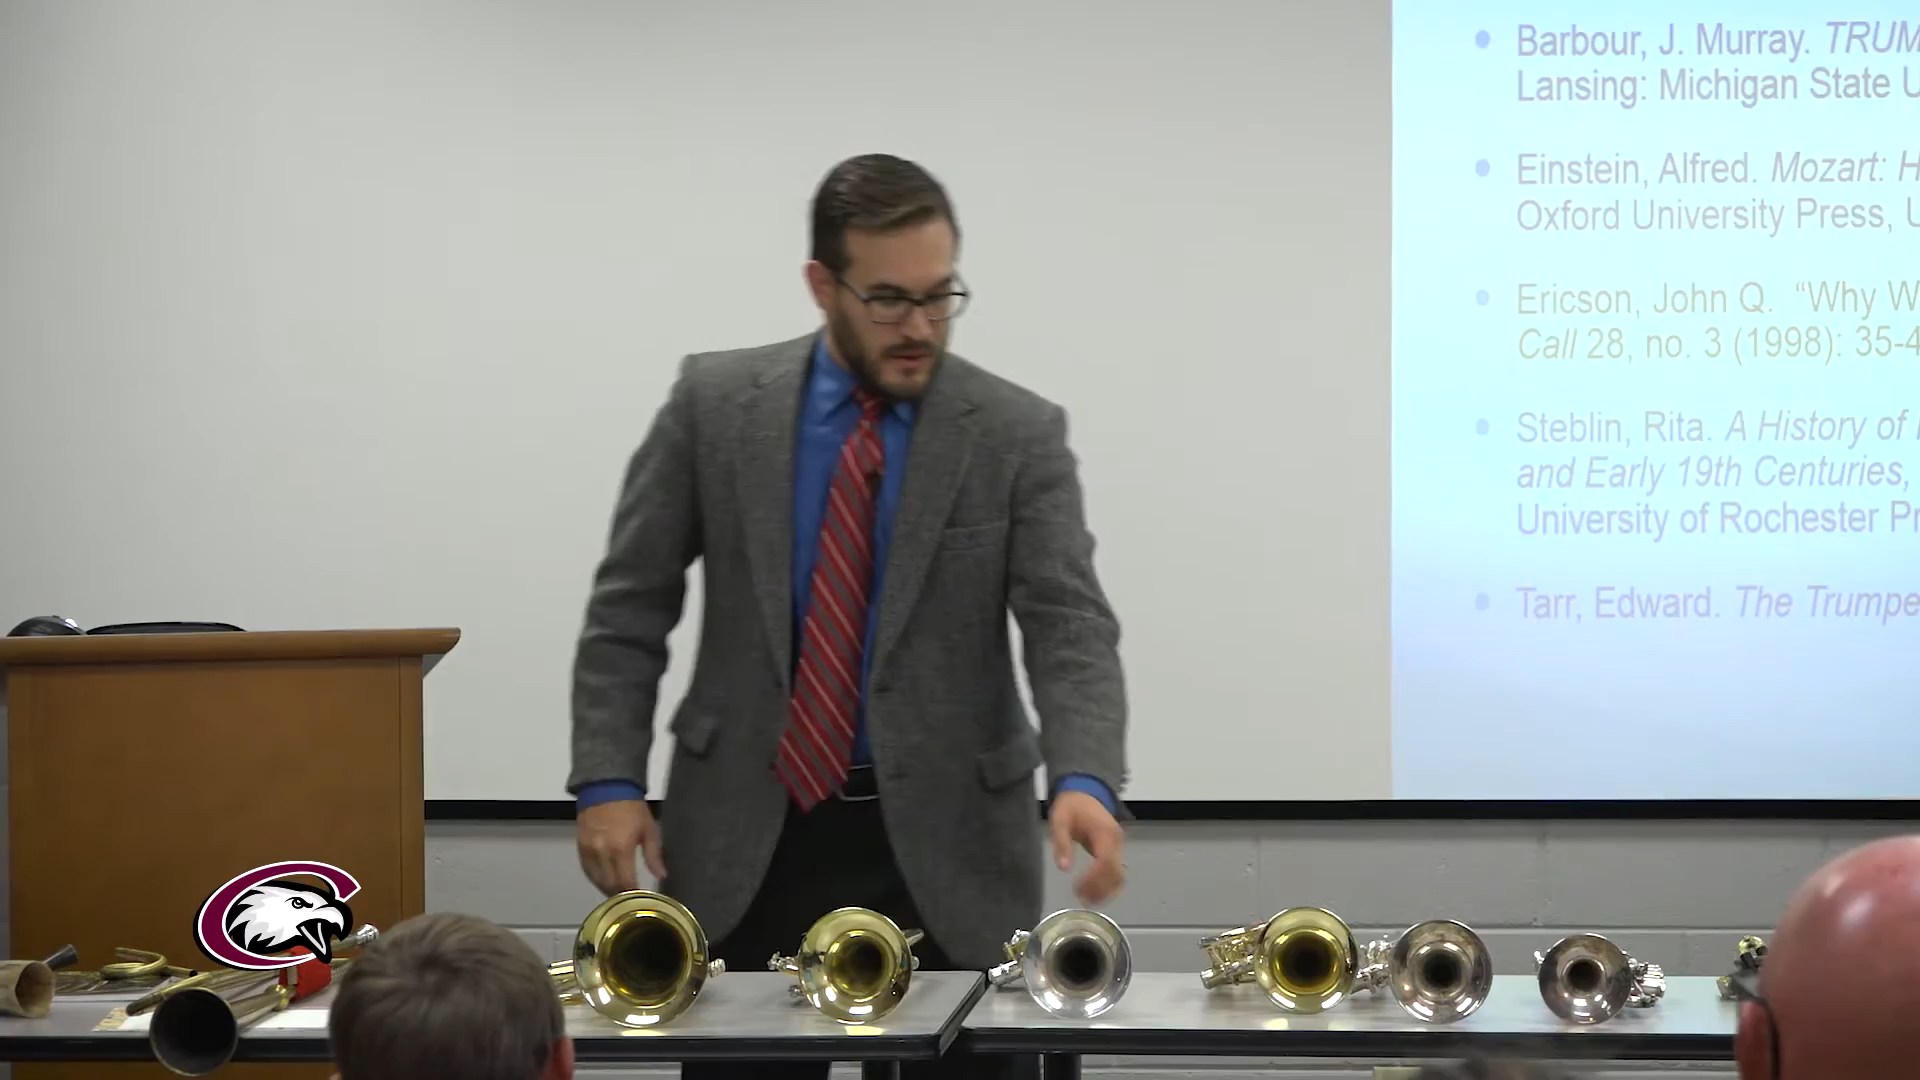 Barbour, J. Murray. TRUM
Lansing: Michigan State U
Einstein, Alfred. Mozart: H
Oxford University Press, U
Ericson, John Q. “Why W
Call 28, no. 3 (1998): 35-4
Steblin, Rita. A History of
and Early 19th Centuries,
University of Rochester Pr
Tarr, Edward. The Trumpe